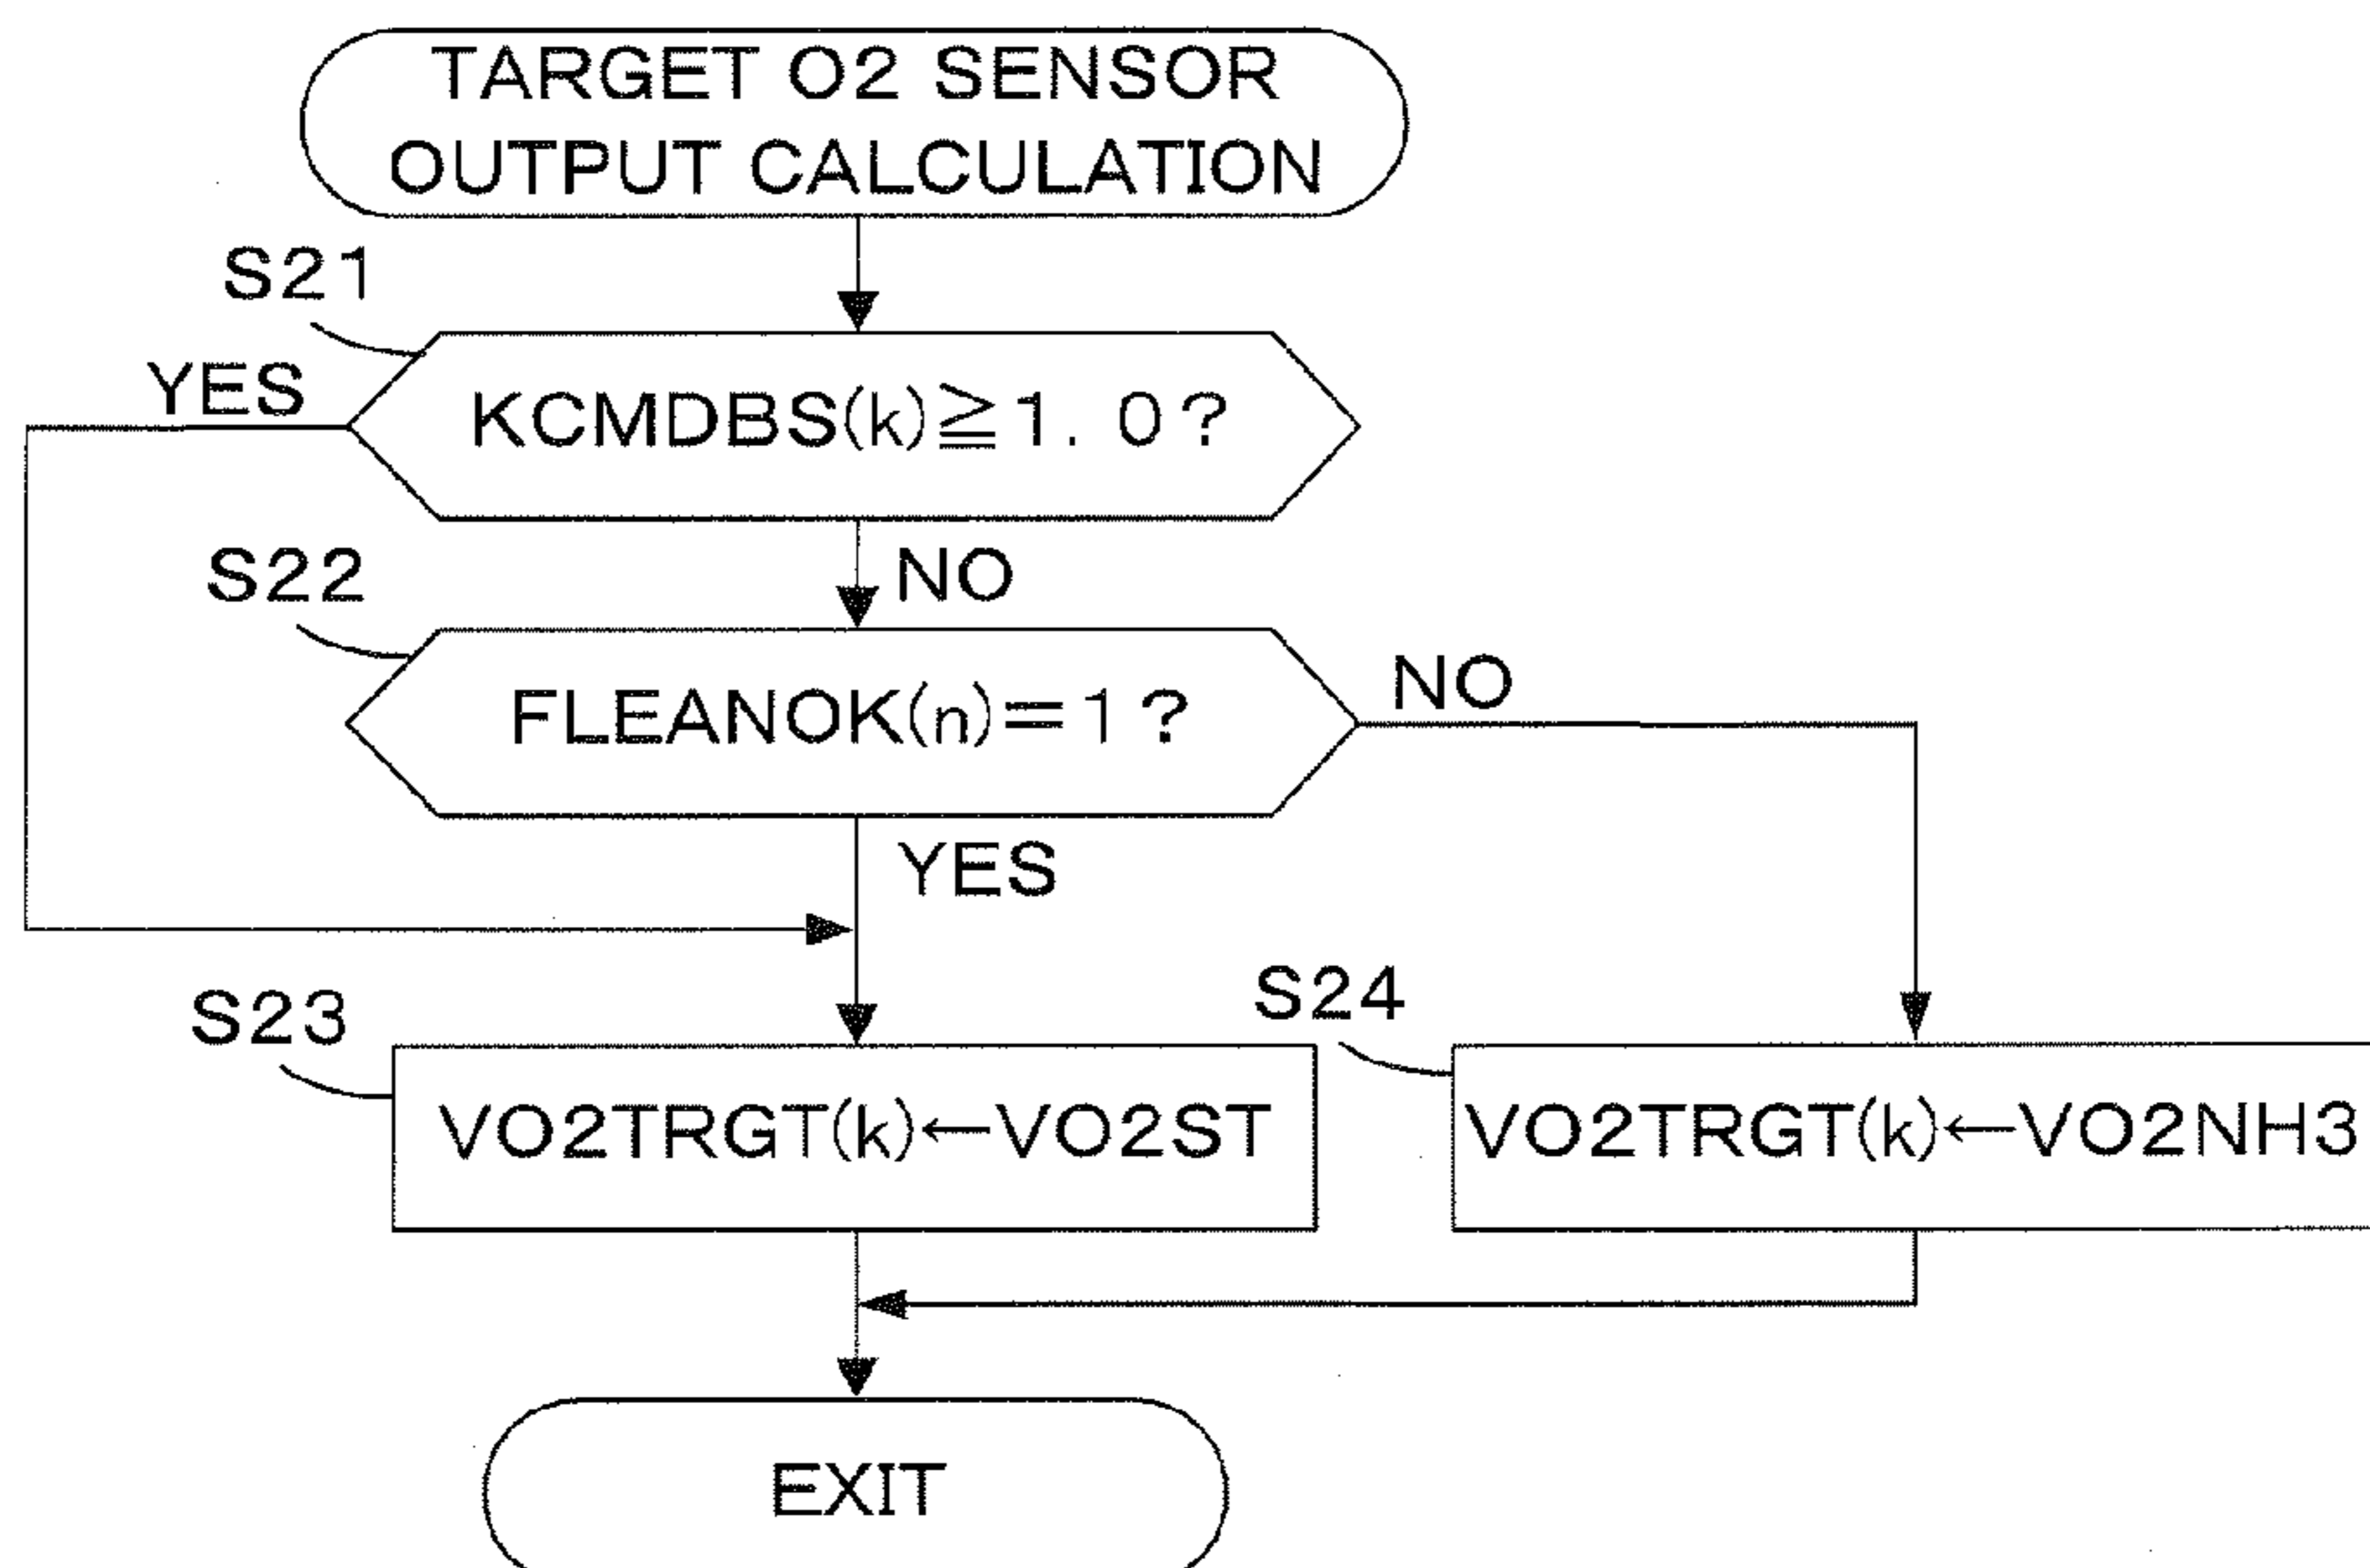 TARGET O2 SENSOR
OUTPUT CALCULATION
S21
YES
KCMDBS(k)≧1. 0?
S22
NO
FLEANOK(n)=1?
NO
YES
S23
S24
VO2TRGT(k)←VO2ST
VO2TRGT(k)←VO2NH3
EXIT